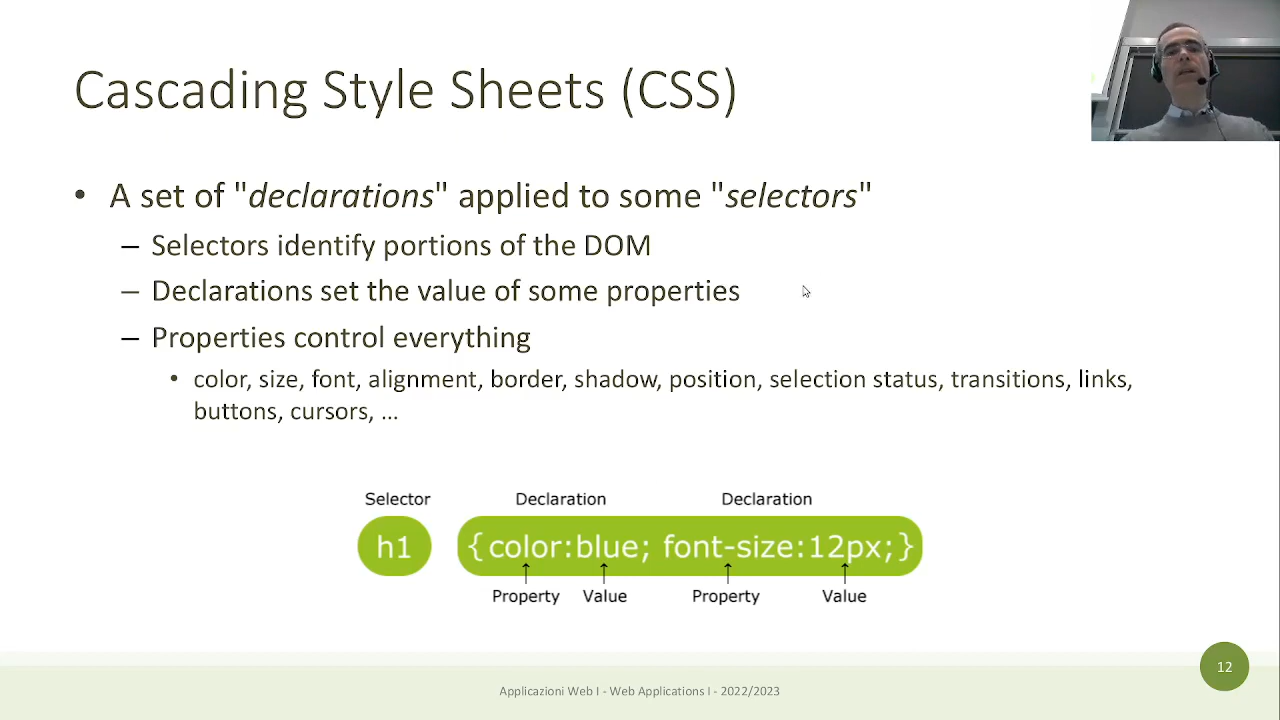 Cascading Style Sheets (CSS)
• A set of "declarations" applied to some "selectors"
– Selectors identify portions of the DOM
– Declarations set the value of some properties
– Properties control everything
• color, size, font, alignment, border, shadow, position, selection status, transitions, links,
buttons, cursors, ...
Selector Declaration Declaration
h1 {color:blue; font-size:12px;}
Property Value Property Value
12
Applicazioni Web I - Web Applications I - 2022/2023